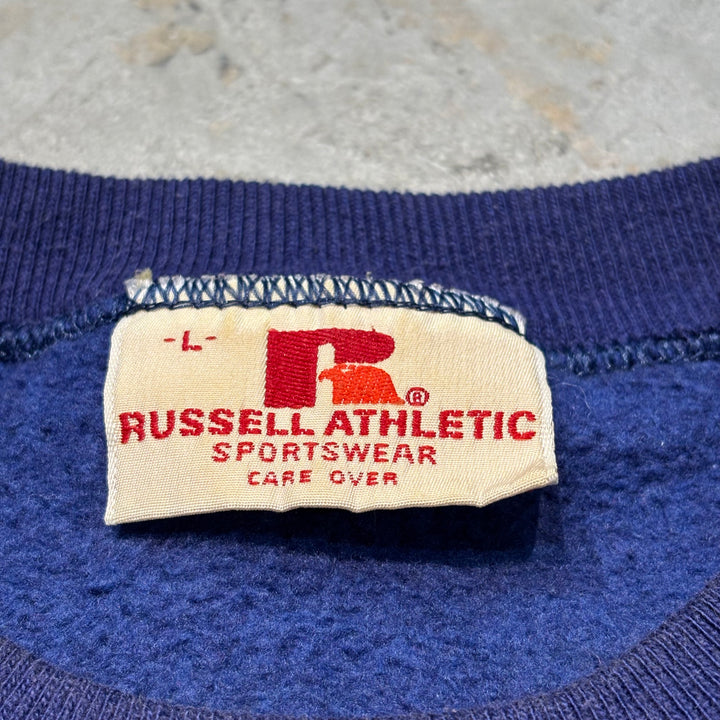 -L-
R®
RUSSELL ATHLETIC
SPORTSWEAR
CARE OVER